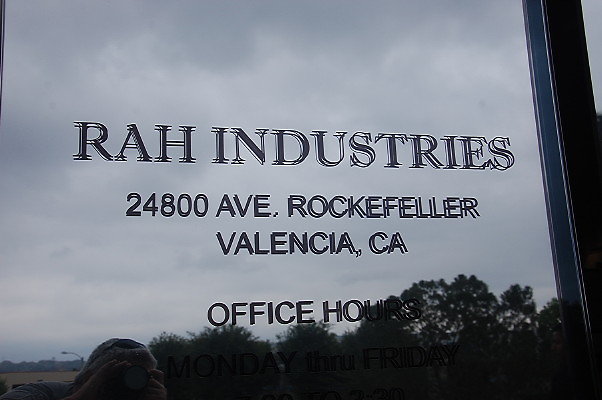 RAH INDUSTRIES
24800 AVE. ROCKEFELLER
VALENCIA, CA
OFFICE HOURS
MONDAY thru FRIDAY